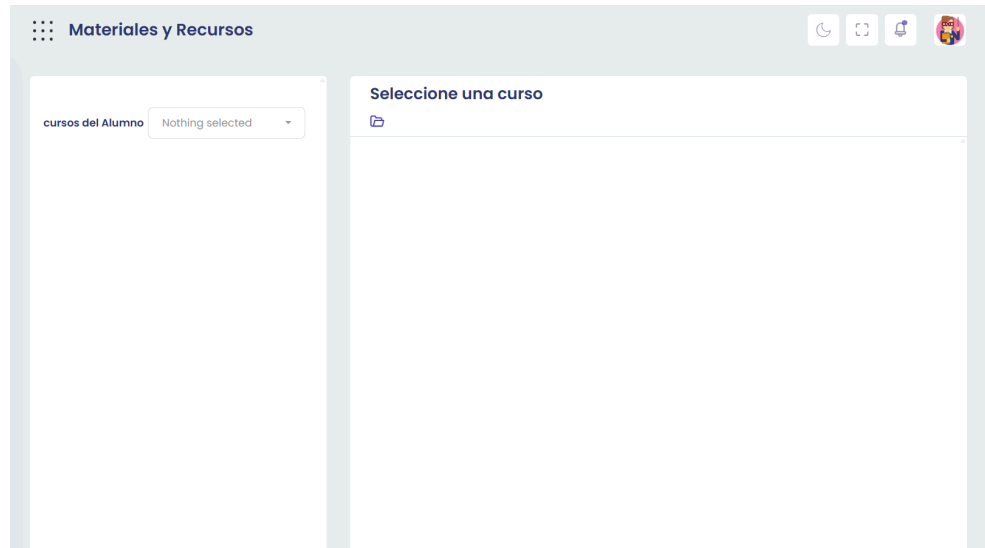 Materiales y Recursos
Seleccione una curso
cursos del Alumno
Nothing selected